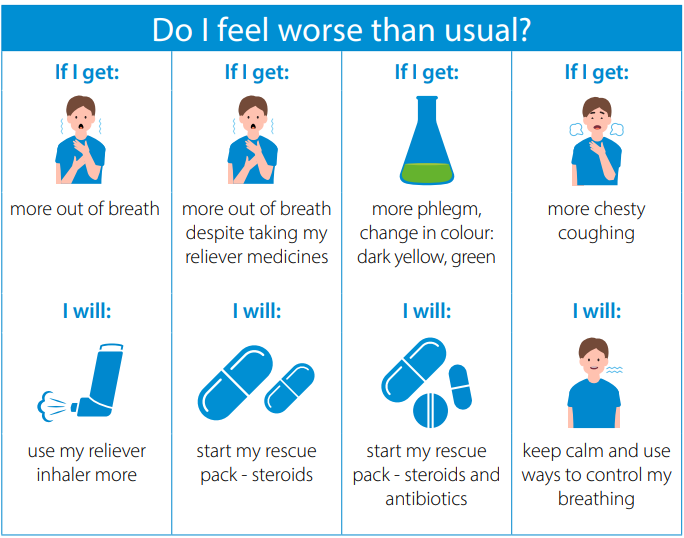 Do I feel worse than usual?
If I get:
more out of breath
If I get:
more out of breath
despite taking my
reliever medicines
If I get:
more phlegm,
change in colour:
dark yellow, green
If I get:
more chesty
coughing
I will:
use my reliever
inhaler more
I will:
start my rescue
pack - steroids
I will:
start my rescue
pack - steroids and
antibiotics
I will:
keep calm and use
ways to control my
breathing